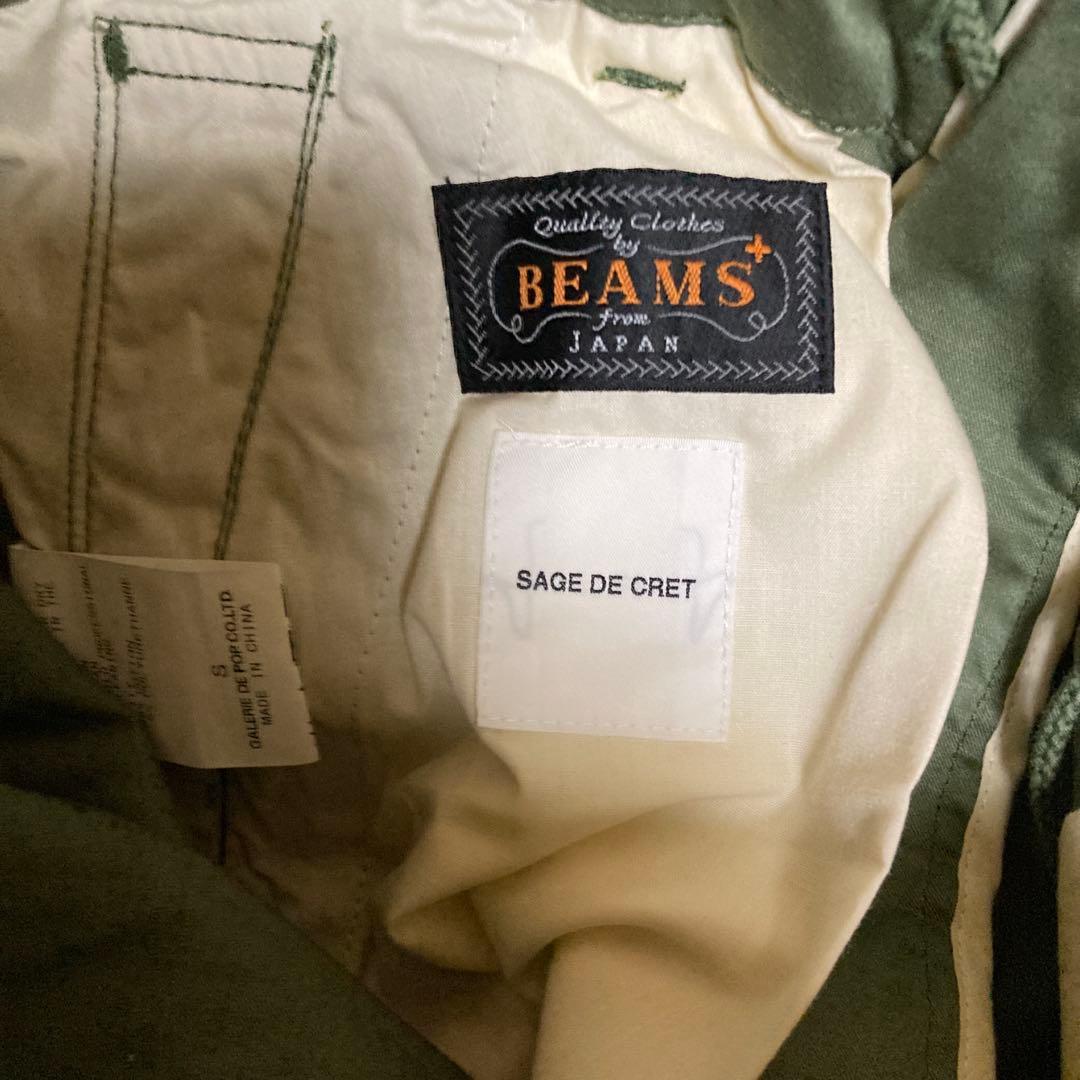 Quality Clothes
by
BEAMS+
from
JAPAN
SAGE DE CRET
S
GALERIE DE POP CO.,LTD.
MADE IN CHINA